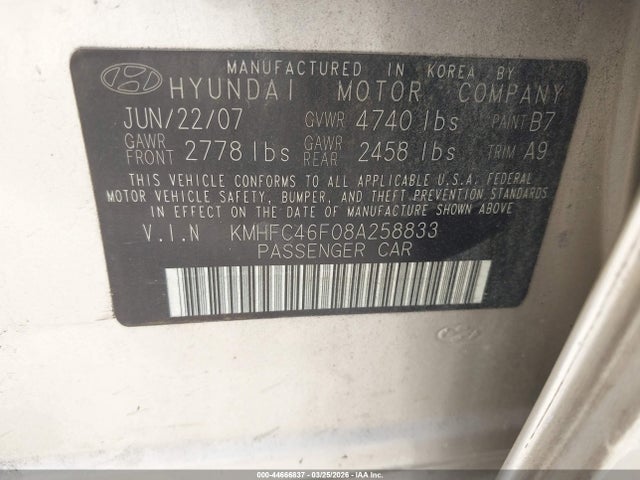 MANUFACTURED IN KOREA BY
HYUNDAI MOTOR COMPANY
JUN/22/07 GVWR 4740 lbs PAINT B7
GAWR FRONT 2778 lbs GAWR REAR 2458 lbs TRIM A9
THIS VEHICLE CONFORMS TO ALL APPLICABLE U.S.A. FEDERAL
MOTOR VEHICLE SAFETY, BUMPER, AND THEFT PREVENTION STANDARDS
IN EFFECT ON THE DATE OF MANUFACTURE SHOWN ABOVE.
V.I.N KMHFC46F08A258833
PASSENGER CAR
000-44666837 - 03/25/2026 - Copyright IAA, LLC